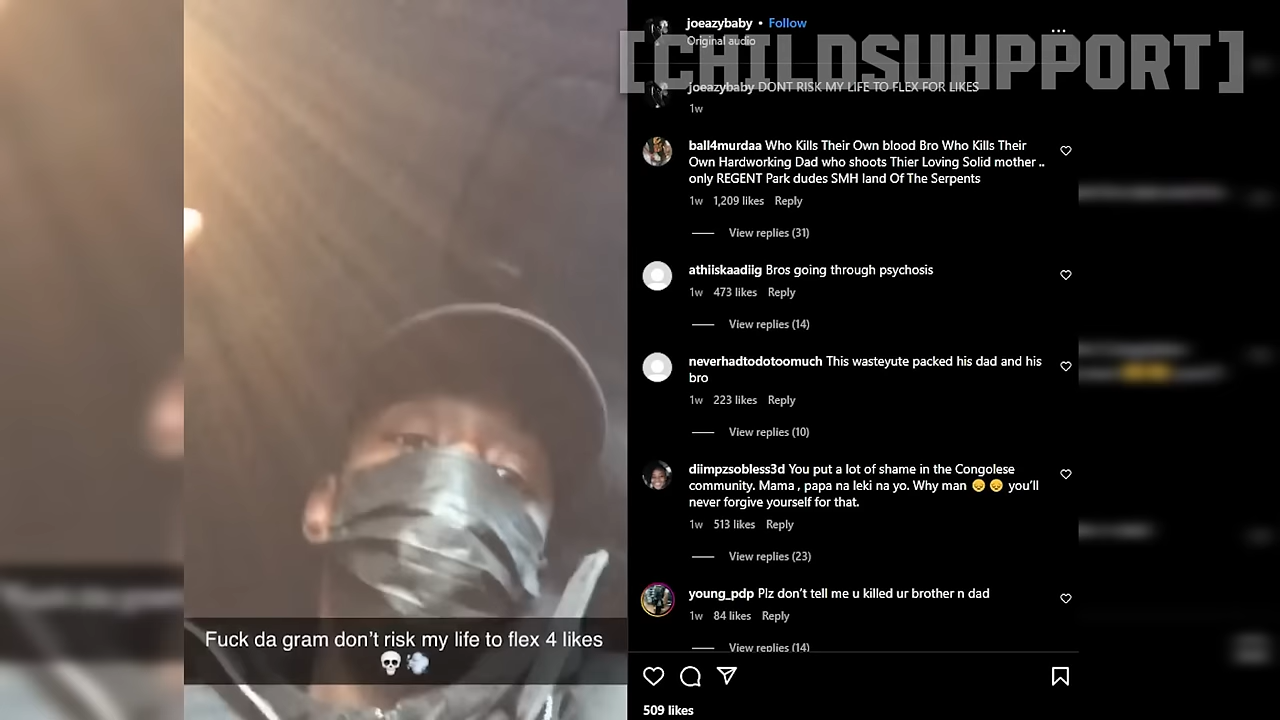 joeazybaby • Follow
Original audio
[CHILDSUHPPORT]
joeazybaby DONT RISK MY LIFE TO FLEX FOR LIKES
1w
ball4murdaa Who Kills Their Own blood Bro Who Kills Their
Own Hardworking Dad who shoots Thier Loving Solid mother ..
only REGENT Park dudes SMH land Of The Serpents
1w 1,209 likes Reply
View replies (31)
athiiskaadiig Bros going through psychosis
1w 473 likes Reply
View replies (14)
neverhadtodotoomuch This wasteyute packed his dad and his
bro
1w 223 likes Reply
View replies (10)
diimpzsobless3d You put a lot of shame in the Congolese
community. Mama , papa na leki na yo. Why man 😞 😞 you’ll
never forgive yourself for that.
1w 513 likes Reply
View replies (23)
young_pdp Plz don’t tell me u killed ur brother n dad
1w 84 likes Reply
View replies (14)
509 likes
Fuck da gram don’t risk my life to flex 4 likes
💀💨